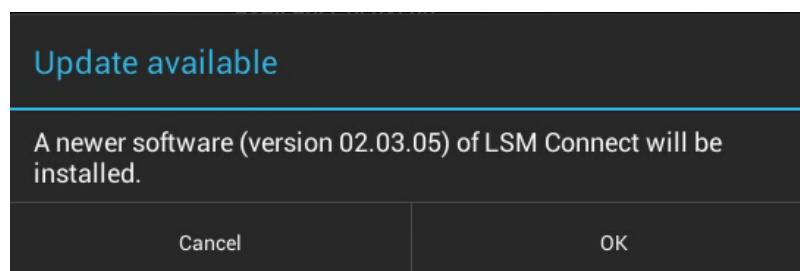 Update available
A newer software (version 02.03.05) of LSM Connect will be
installed.
Cancel
OK